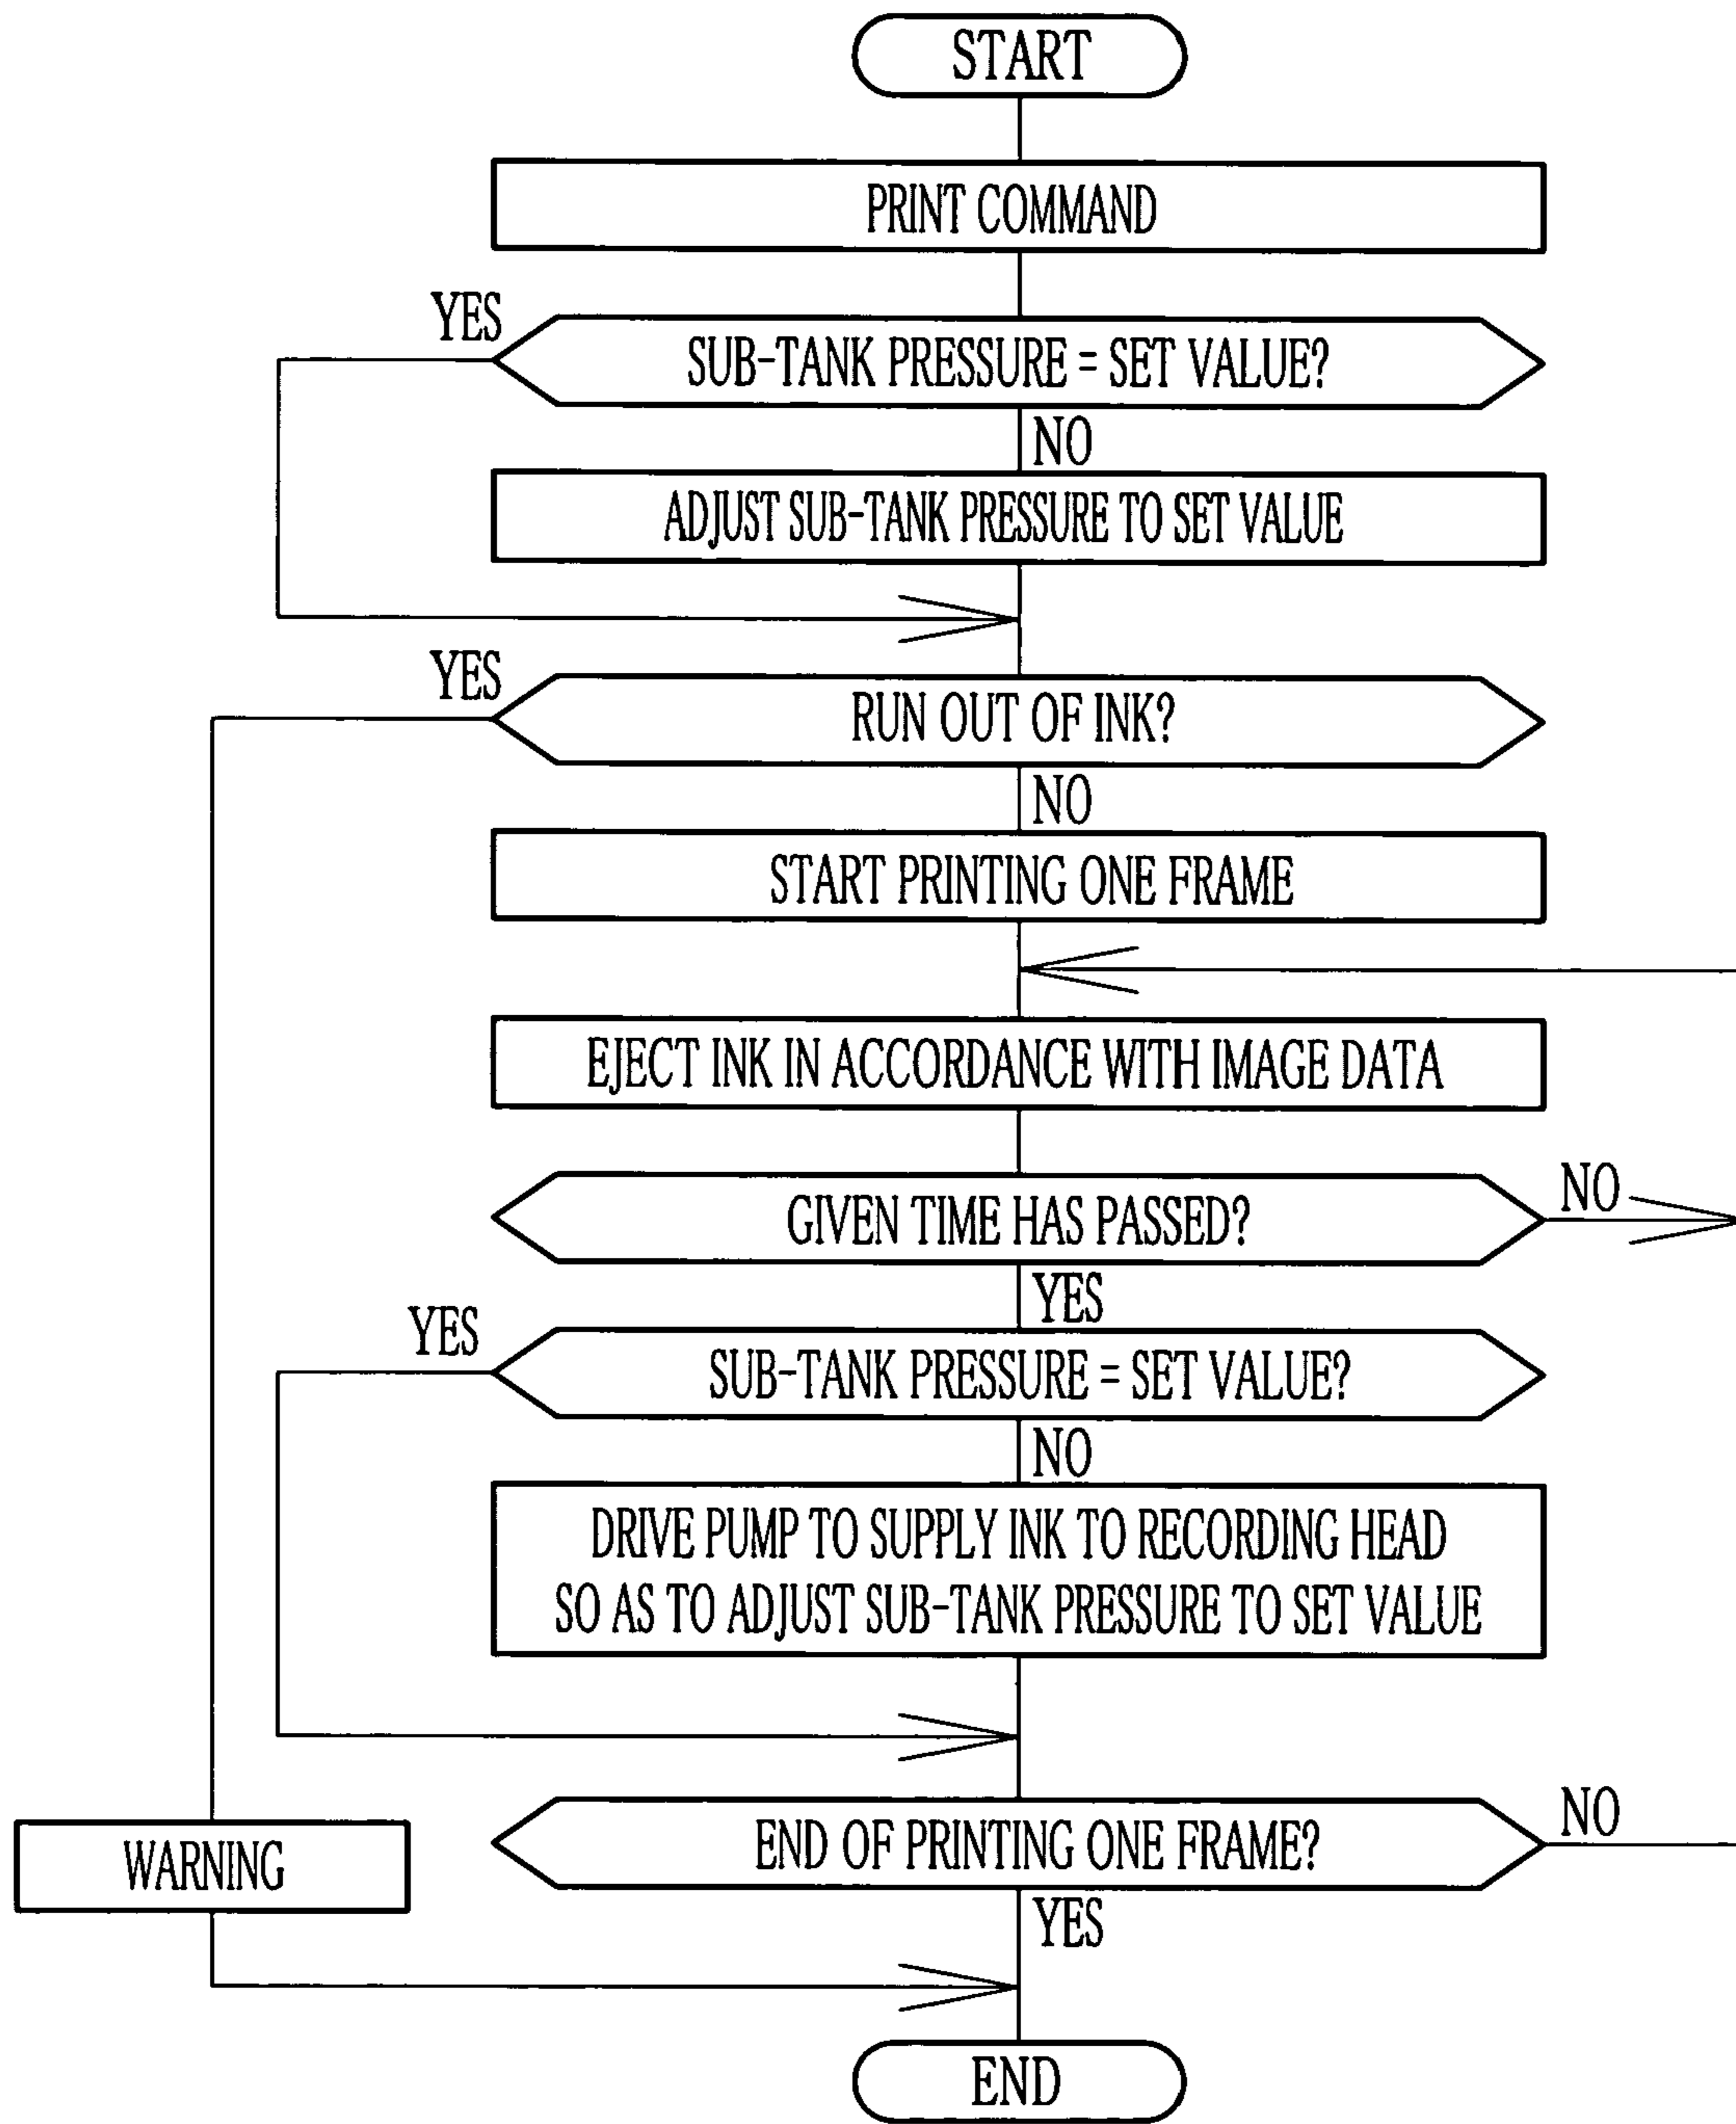 START
PRINT COMMAND
YES
SUB-TANK PRESSURE = SET VALUE?
NO
ADJUST SUB-TANK PRESSURE TO SET VALUE
YES
RUN OUT OF INK?
NO
START PRINTING ONE FRAME
EJECT INK IN ACCORDANCE WITH IMAGE DATA
GIVEN TIME HAS PASSED?
NO
YES
YES
SUB-TANK PRESSURE = SET VALUE?
NO
DRIVE PUMP TO SUPPLY INK TO RECORDING HEAD
SO AS TO ADJUST SUB-TANK PRESSURE TO SET VALUE
END OF PRINTING ONE FRAME?
NO
WARNING
YES
END